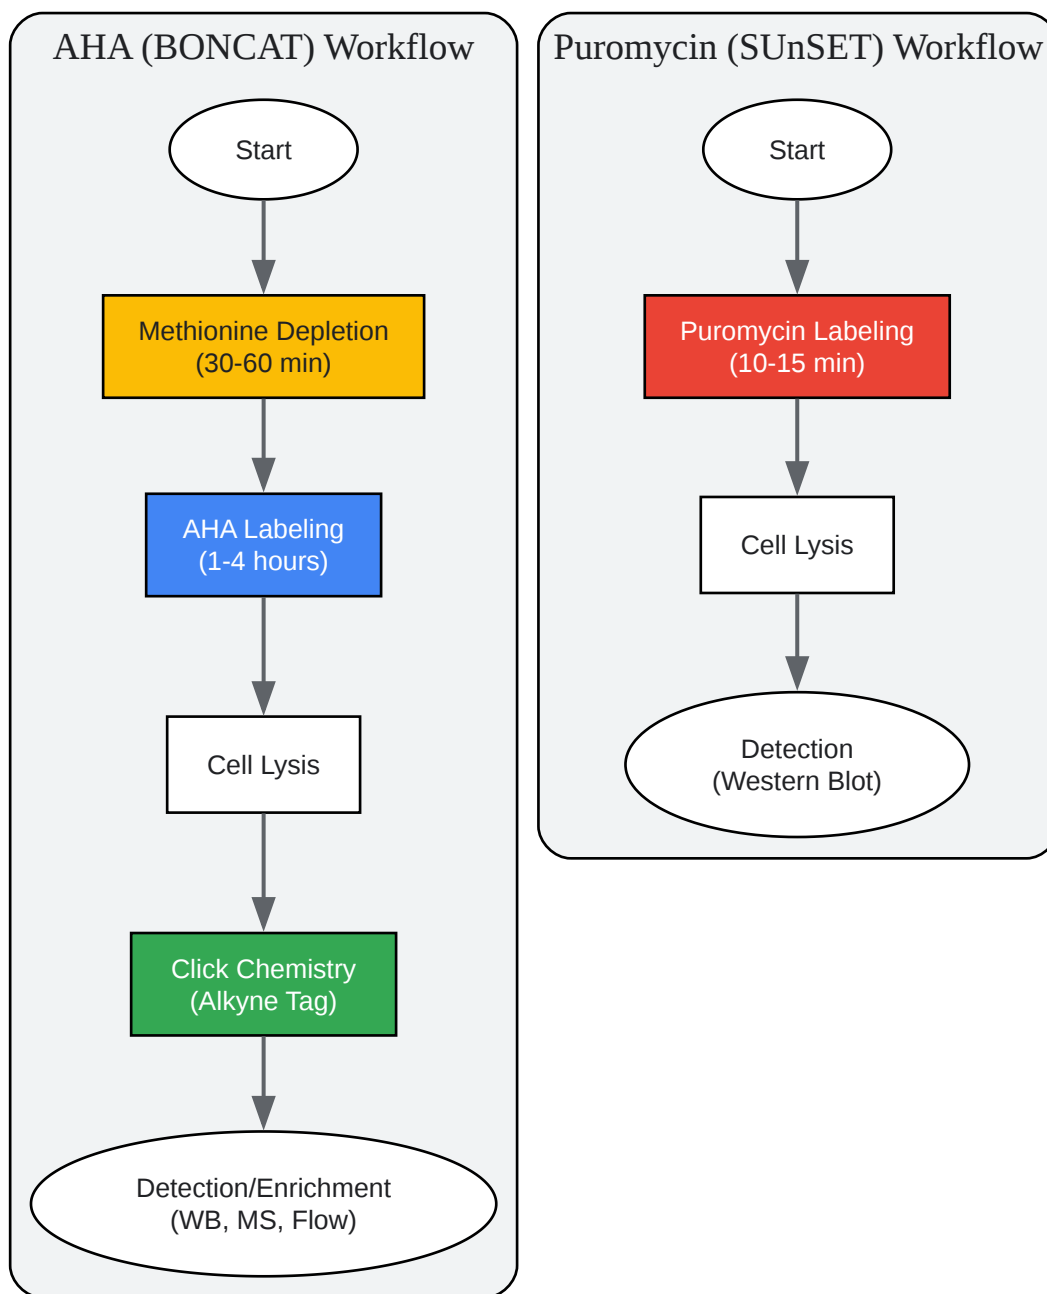 AHA (BONCAT) Workflow
Start
Methionine Depletion
(30-60 min)
AHA Labeling
(1-4 hours)
Cell Lysis
Click Chemistry
(Alkyne Tag)
Detection/Enrichment
(WB, MS, Flow)
Puromycin (SUnSET) Workflow
Start
Puromycin Labeling
(10-15 min)
Cell Lysis
Detection
(Western Blot)